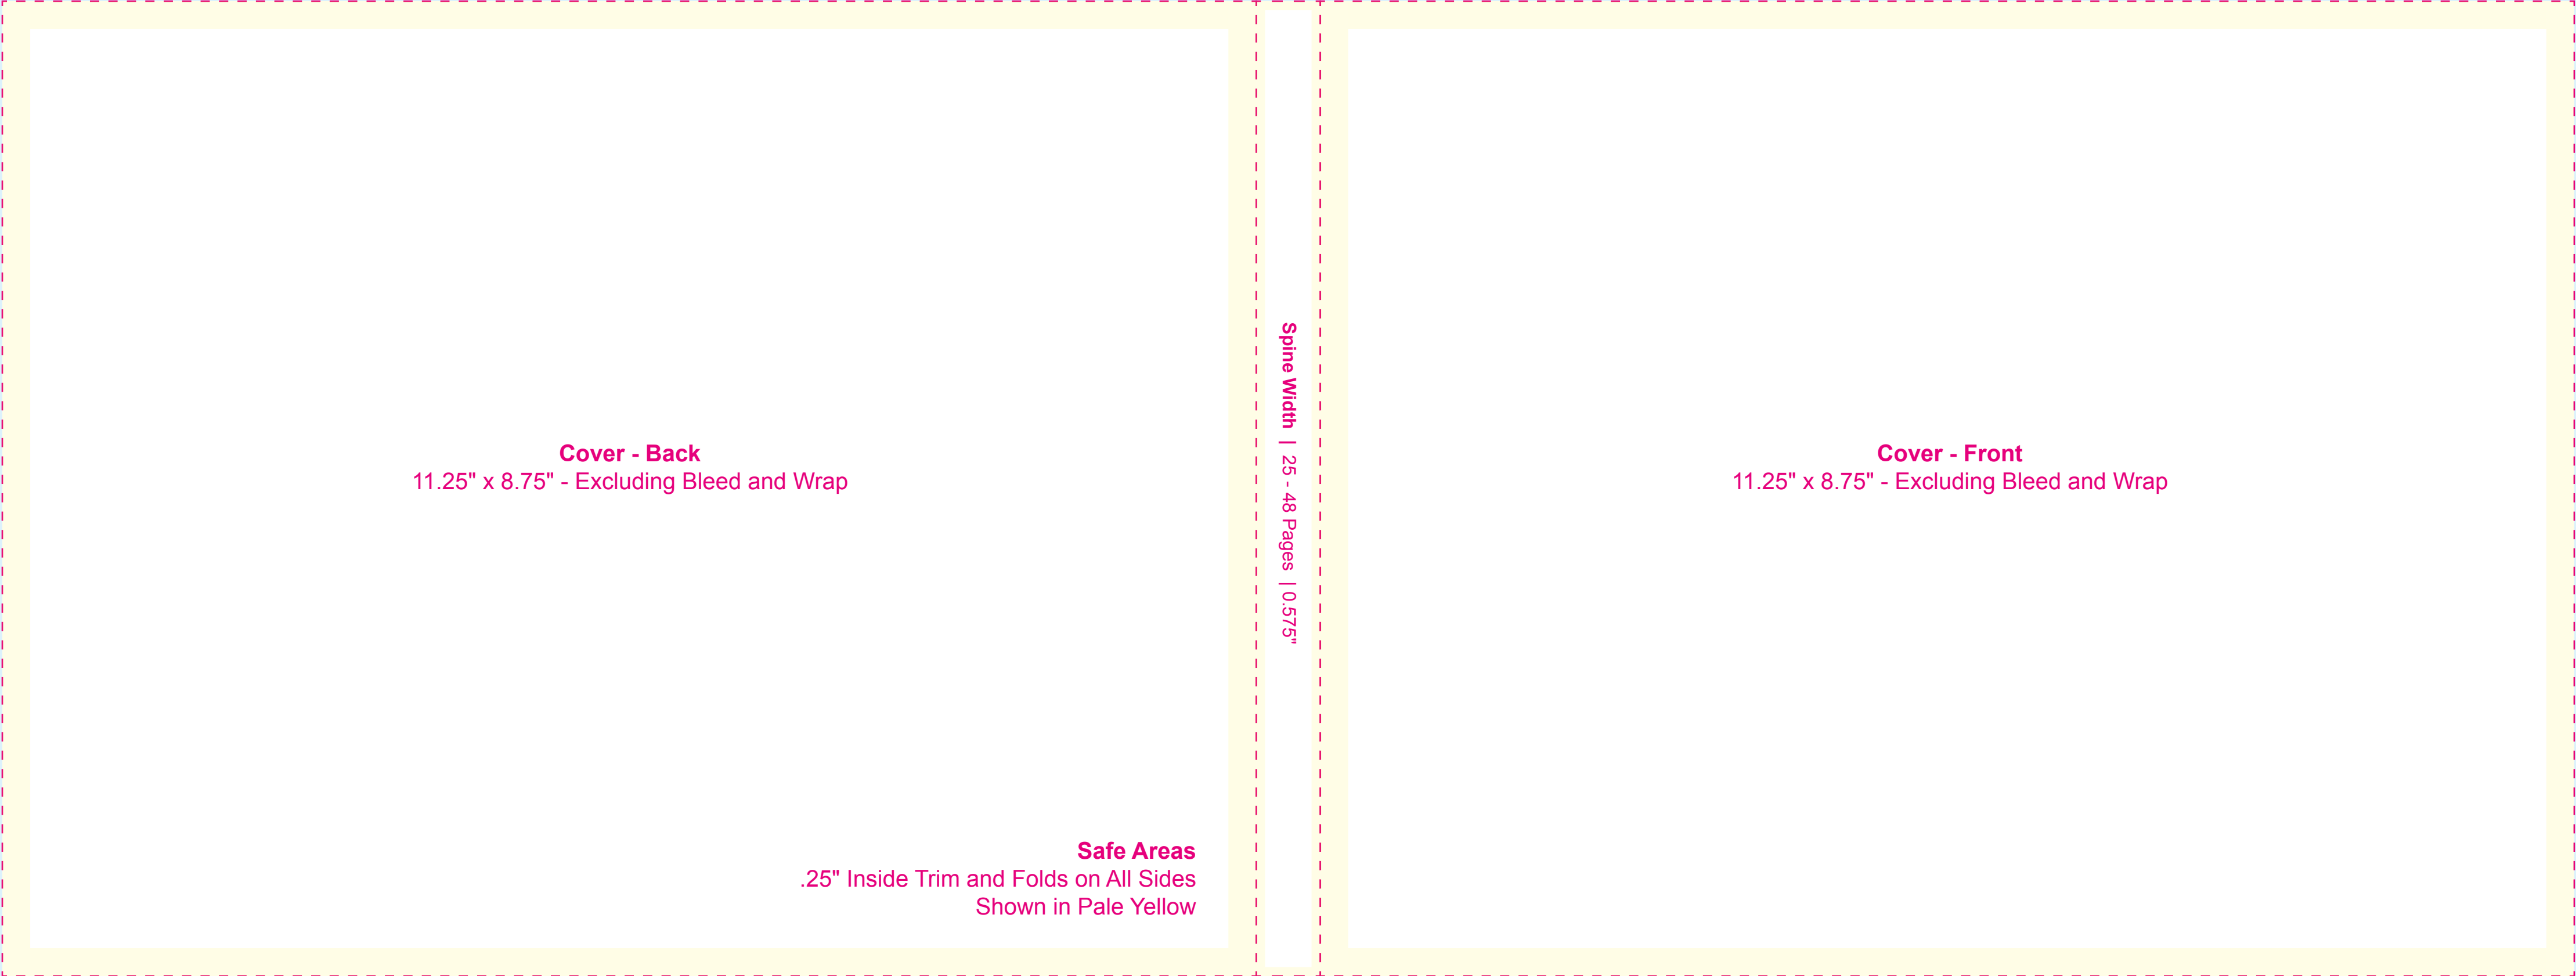 Cover - Back
11.25" x 8.75" - Excluding Bleed and Wrap
Safe Areas
.25" Inside Trim and Folds on All Sides
Shown in Pale Yellow
Spine Width | 25 - 48 Pages | 0.575"
Cover - Front
11.25" x 8.75" - Excluding Bleed and Wrap